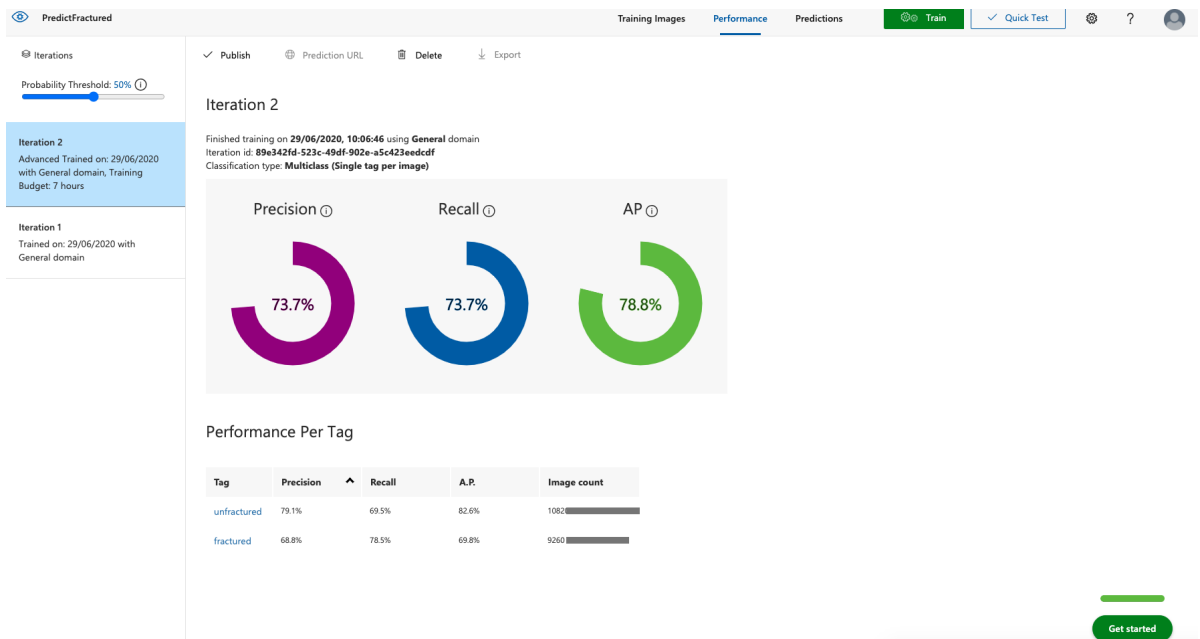 PredictFractured
Training Images
Performance
Predictions
Train
Quick Test
?
Iterations
Probability Threshold: 50%
Iteration 2
Advanced Trained on: 29/06/2020
with General domain, Training
Budget: 7 hours
Iteration 1
Trained on: 29/06/2020 with
General domain
Publish
Prediction URL
Delete
Export
Iteration 2
Finished training on 29/06/2020, 10:06:46 using General domain
Iteration id: 89e342fd-523c-49df-902e-a5c423eedcdf
Classification type: Multiclass (Single tag per image)
Precision
Recall
AP
73.7%
73.7%
78.8%
Performance Per Tag
Tag Precision Recall A.P. Image count
unfractured 79.1% 69.5% 82.6% 1082
fractured 68.8% 78.5% 69.8% 9260
Get started